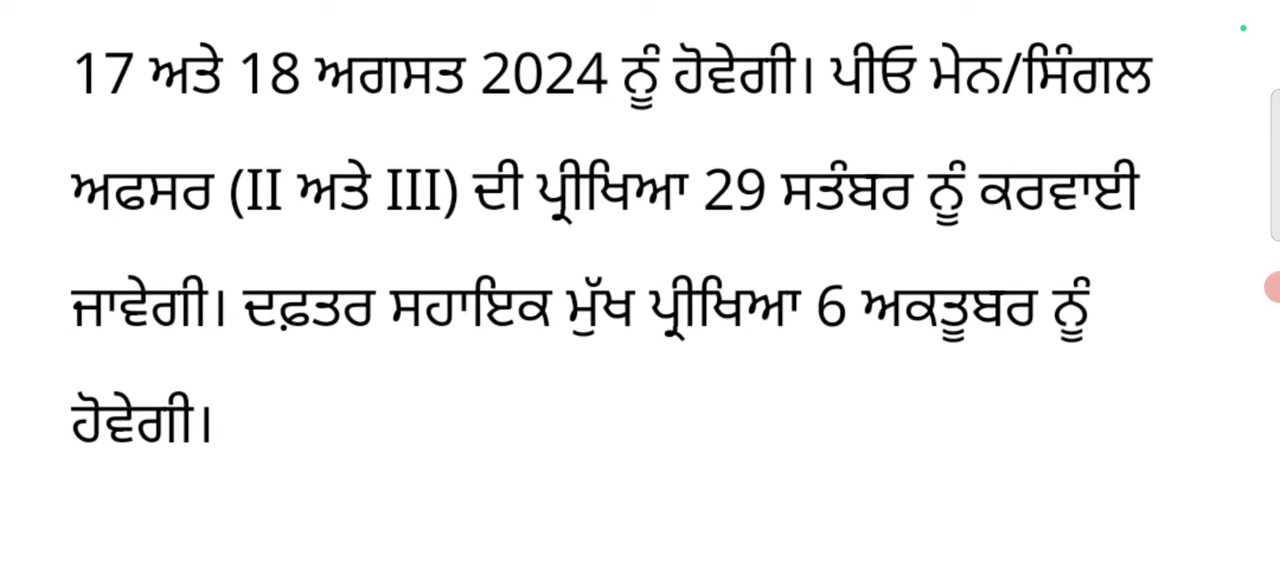 17 ਅਤੇ 18 ਅਗਸਤ 2024 ਨੂੰ ਹੋਵੇਗੀ। ਪੀਓ ਮੇਨ/ਸਿੰਗਲ
ਅਫਸਰ (II ਅਤੇ III) ਦੀ ਪ੍ਰੀਖਿਆ 29 ਸਤੰਬਰ ਨੂੰ ਕਰਵਾਈ
ਜਾਵੇਗੀ। ਦਫ਼ਤਰ ਸਹਾਇਕ ਮੁੱਖ ਪ੍ਰੀਖਿਆ 6 ਅਕਤੂਬਰ ਨੂੰ
ਹੋਵੇਗੀ।